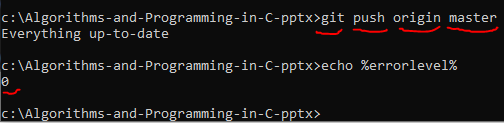 c:\Algorithms-and-Programming-in-C-pptx>git push origin master
Everything up-to-date
c:\Algorithms-and-Programming-in-C-pptx>echo %errorlevel%
0
c:\Algorithms-and-Programming-in-C-pptx>